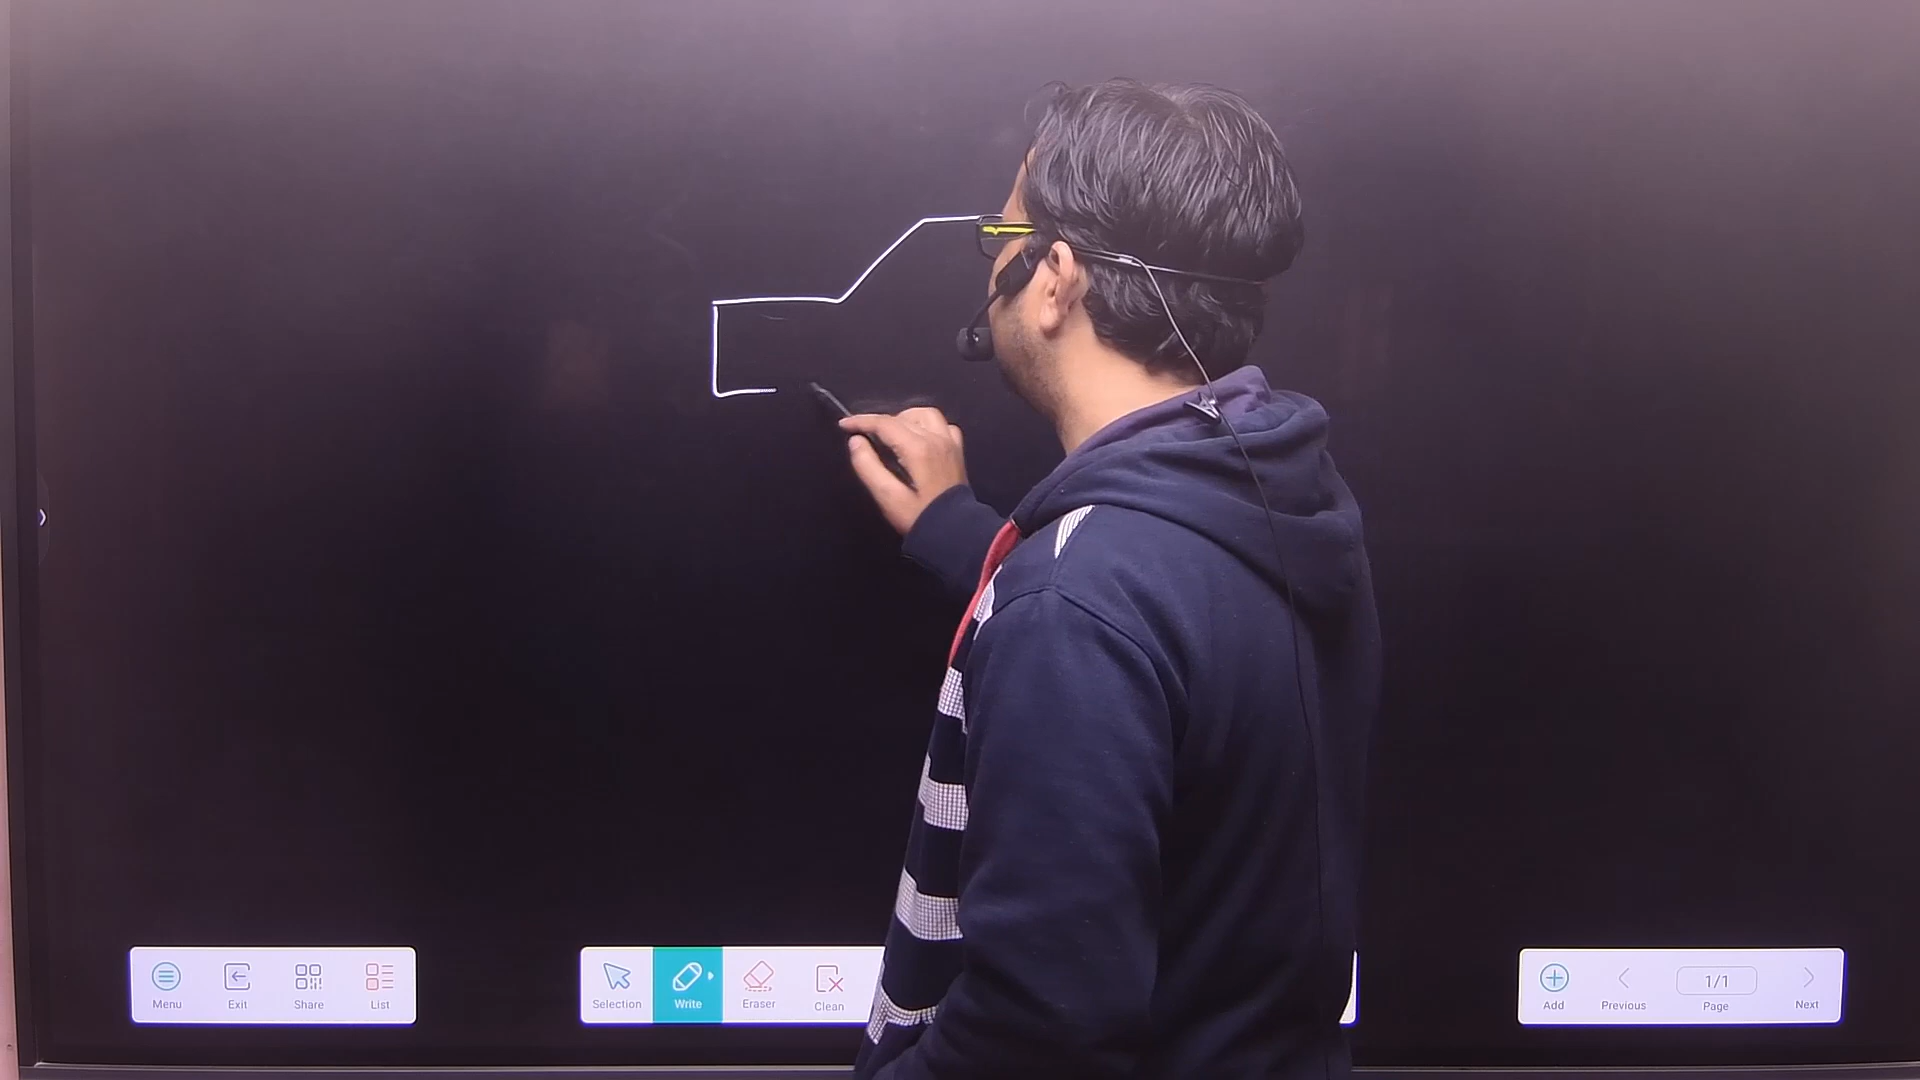 Menu Exit Share List
Selection Write Eraser Clean
Add Previous 1/1 Page Next